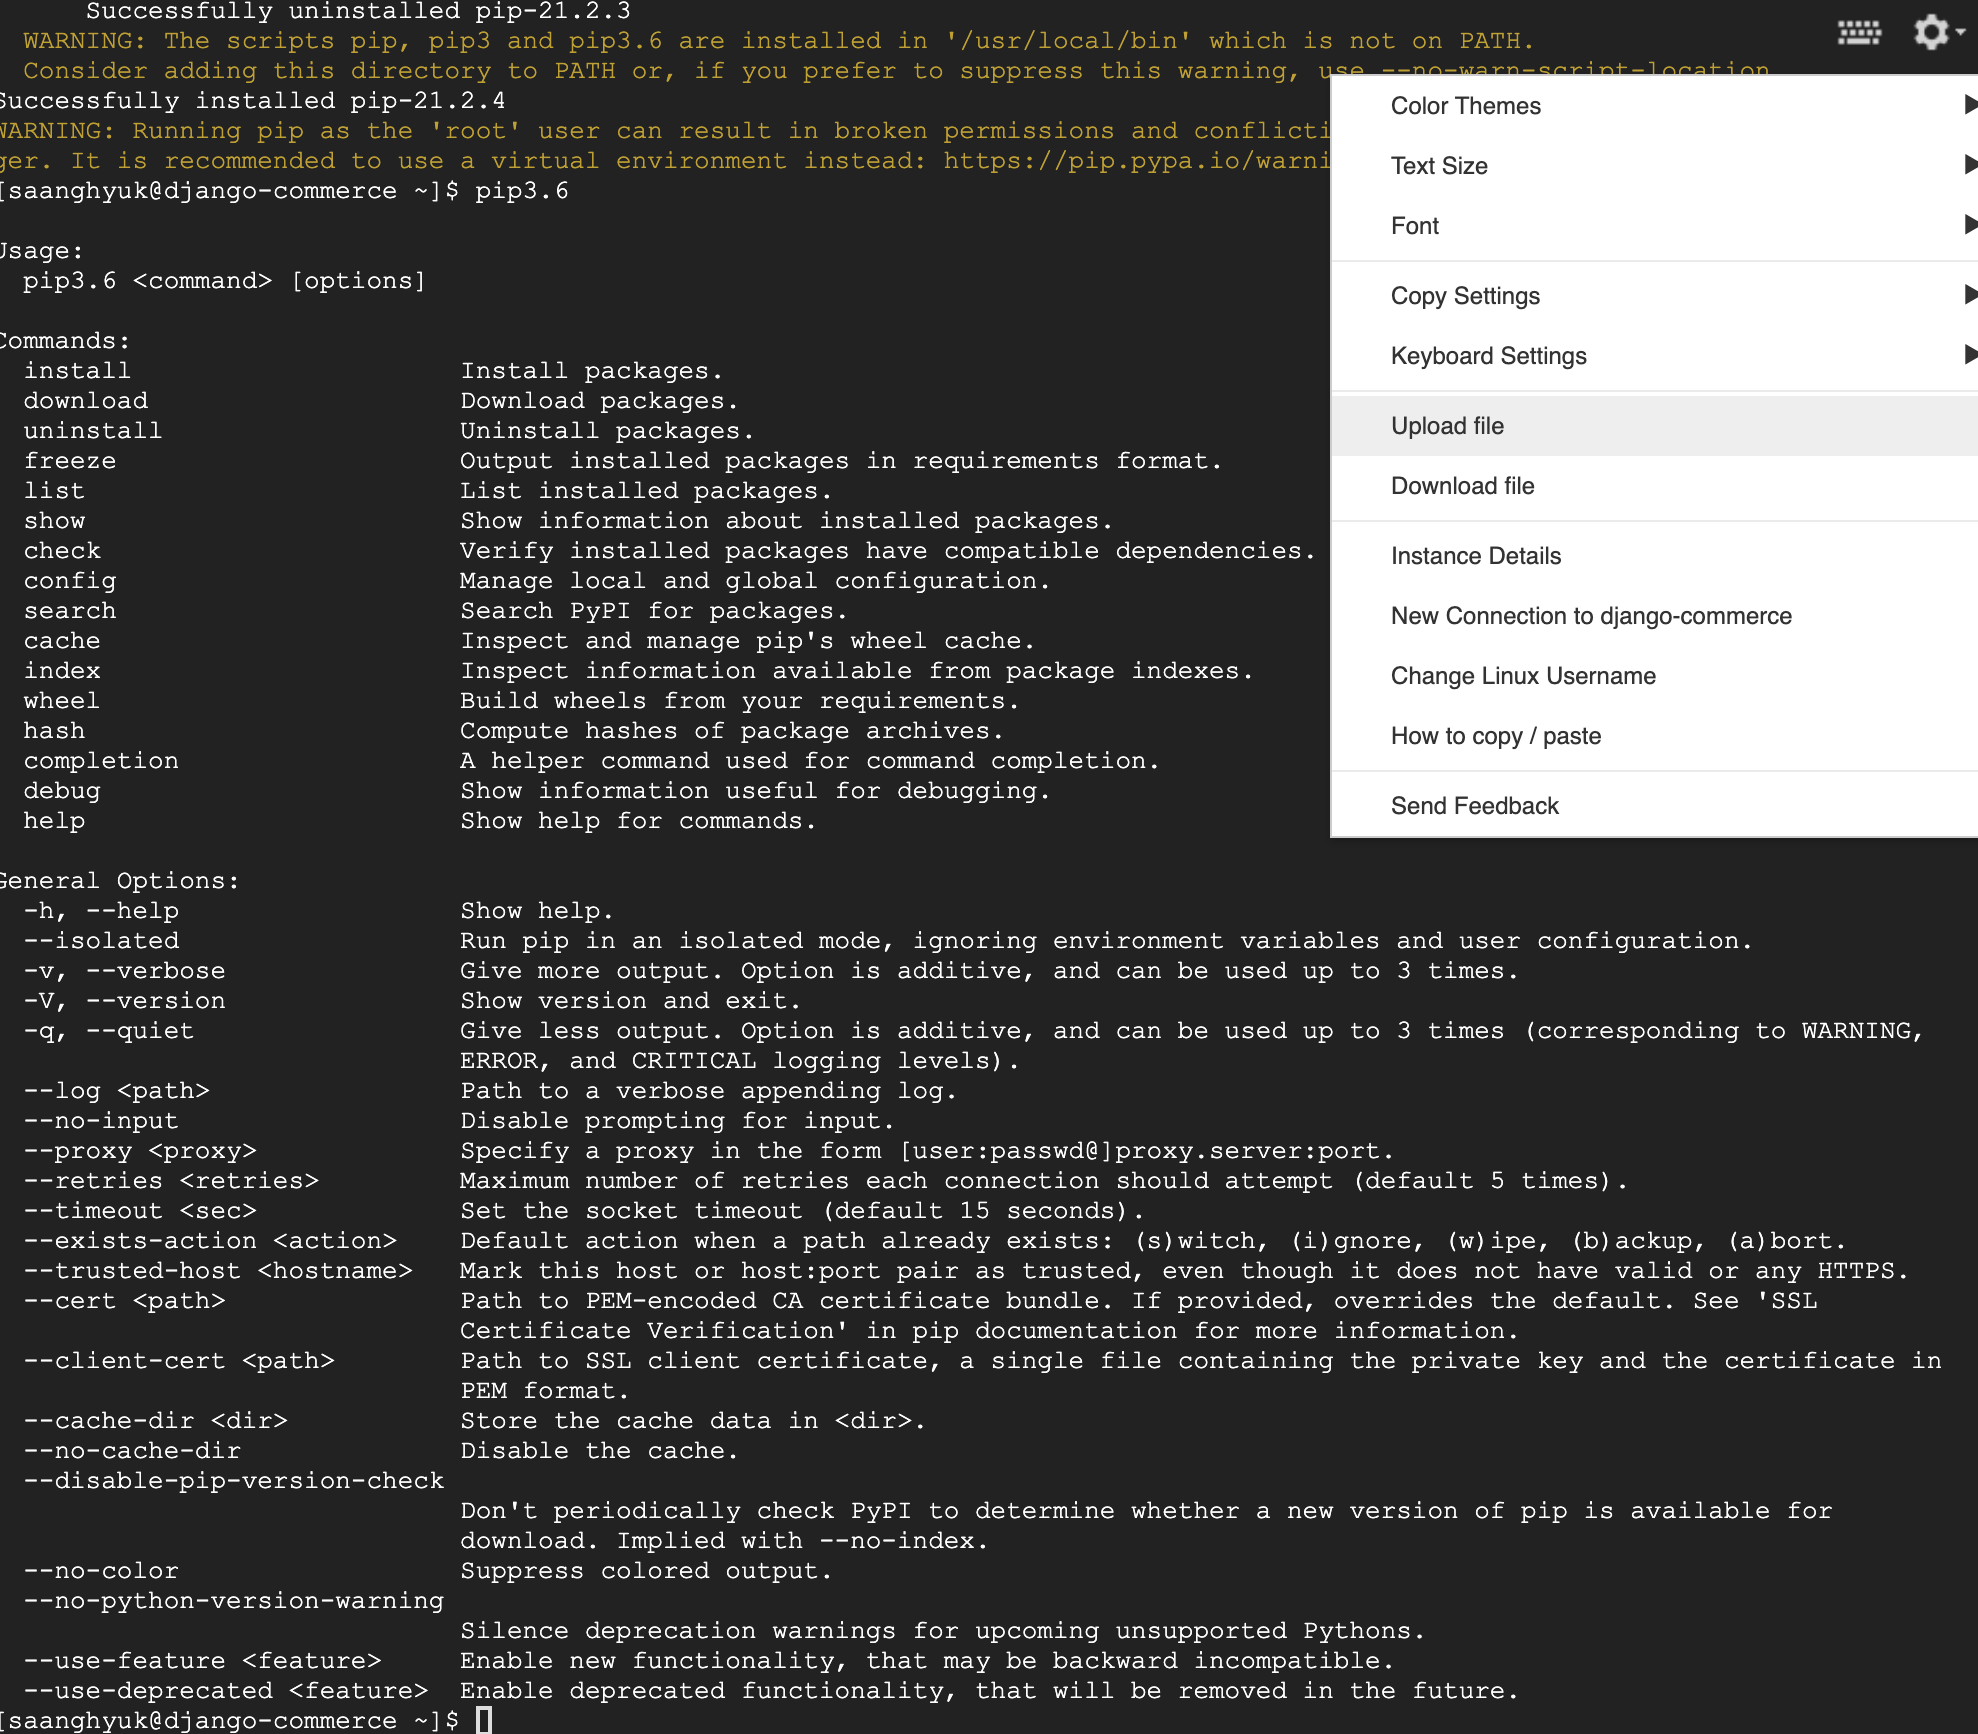 Successfully uninstalled pip-21.2.3
WARNING: The scripts pip, pip3 and pip3.6 are installed in '/usr/local/bin' which is not on PATH.
Consider adding this directory to PATH or, if you prefer to suppress this warning, use --no-warn-script-location
Successfully installed pip-21.2.4
WARNING: Running pip as the 'root' user can result in broken permissions and conflicti
ger. It is recommended to use a virtual environment instead: https://pip.pypa.io/warni
[saanghyuk@django-commerce ~]$ pip3.6
Usage:
pip3.6 <command> [options]
Commands:
install Install packages.
download Download packages.
uninstall Uninstall packages.
freeze Output installed packages in requirements format.
list List installed packages.
show Show information about installed packages.
check Verify installed packages have compatible dependencies.
config Manage local and global configuration.
search Search PyPI for packages.
cache Inspect and manage pip's wheel cache.
index Inspect information available from package indexes.
wheel Build wheels from your requirements.
hash Compute hashes of package archives.
completion A helper command used for command completion.
debug Show information useful for debugging.
help Show help for commands.
General Options:
-h, --help Show help.
--isolated Run pip in an isolated mode, ignoring environment variables and user configuration.
-v, --verbose Give more output. Option is additive, and can be used up to 3 times.
-V, --version Show version and exit.
-q, --quiet Give less output. Option is additive, and can be used up to 3 times (corresponding to WARNING,
ERROR, and CRITICAL logging levels).
--log <path> Path to a verbose appending log.
--no-input Disable prompting for input.
--proxy <proxy> Specify a proxy in the form [user:passwd@]proxy.server:port.
--retries <retries> Maximum number of retries each connection should attempt (default 5 times).
--timeout <sec> Set the socket timeout (default 15 seconds).
--exists-action <action> Default action when a path already exists: (s)witch, (i)gnore, (w)ipe, (b)ackup, (a)bort.
--trusted-host <hostname> Mark this host or host:port pair as trusted, even though it does not have valid or any HTTPS.
--cert <path> Path to PEM-encoded CA certificate bundle. If provided, overrides the default. See 'SSL
Certificate Verification' in pip documentation for more information.
--client-cert <path> Path to SSL client certificate, a single file containing the private key and the certificate in
PEM format.
--cache-dir <dir> Store the cache data in <dir>.
--no-cache-dir Disable the cache.
--disable-pip-version-check
Don't periodically check PyPI to determine whether a new version of pip is available for
download. Implied with --no-index.
--no-color Suppress colored output.
--no-python-version-warning
Silence deprecation warnings for upcoming unsupported Pythons.
--use-feature <feature> Enable new functionality, that may be backward incompatible.
--use-deprecated <feature> Enable deprecated functionality, that will be removed in the future.
[saanghyuk@django-commerce ~]$
Color Themes
Text Size
Font
Copy Settings
Keyboard Settings
Upload file
Download file
Instance Details
New Connection to django-commerce
Change Linux Username
How to copy / paste
Send Feedback